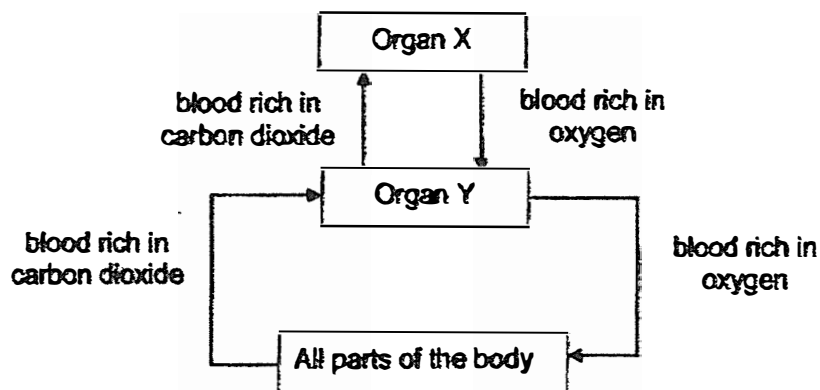 Organ X
blood rich in
carbon dioxide
blood rich in
oxygen
Organ Y
blood rich in
carbon dioxide
blood rich in
oxygen
All parts of the body